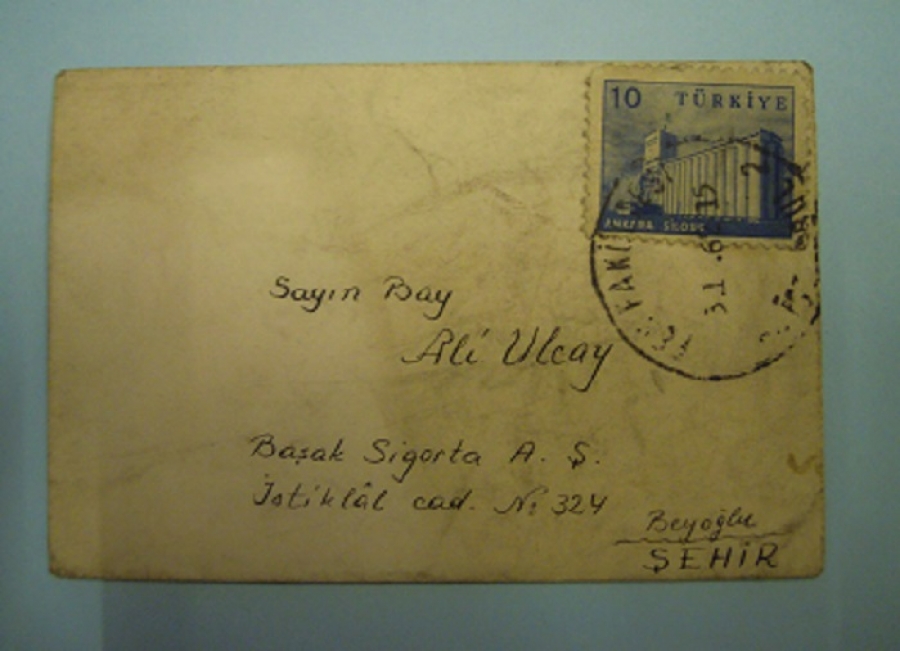 10 TÜRKİYE
ANKARA SİLOSU
Sayın Bay
Ali Ulcay
Başak Sigorta A. Ş.
İstiklâl cad. No: 324
Beyoğlu
ŞEHİR